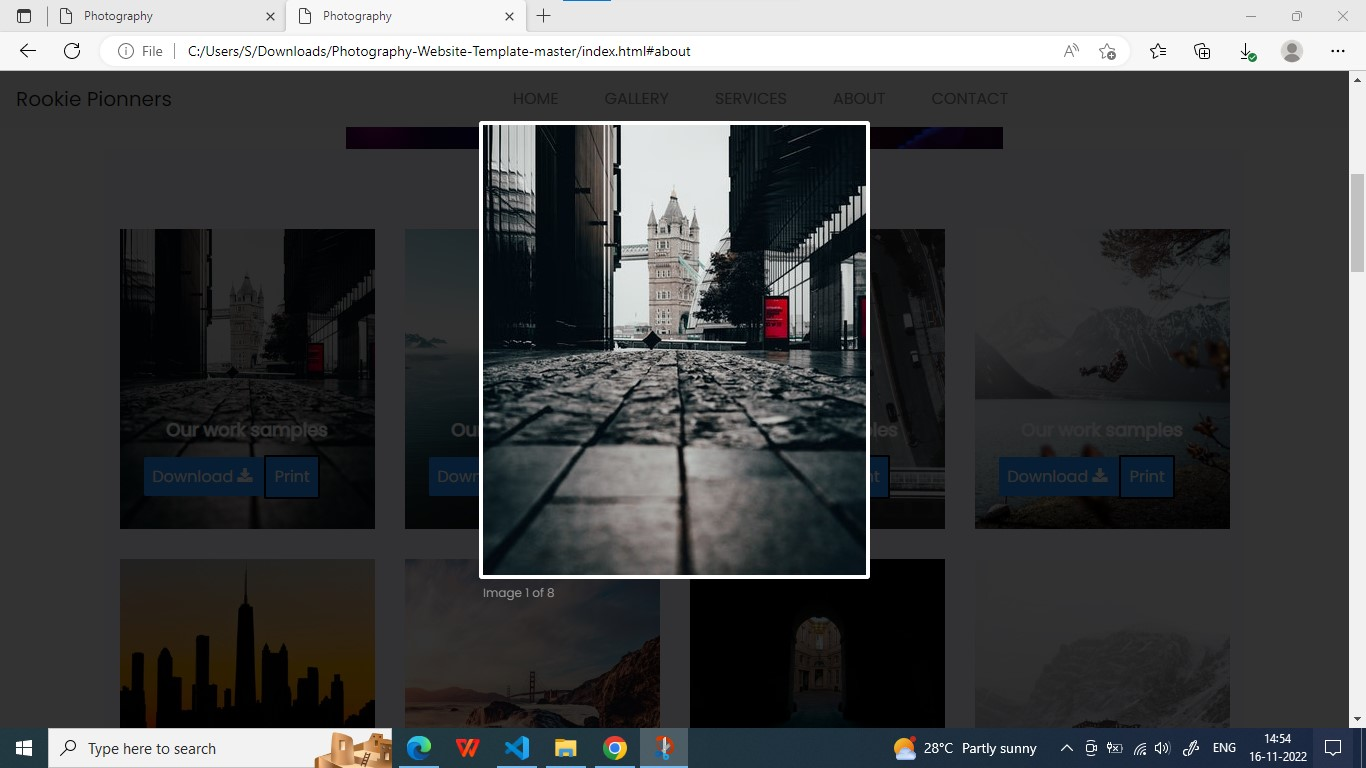 Photography
Photography
File
C:/Users/S/Downloads/Photography-Website-Template-master/index.html#about
Rookie Pionners
HOME
GALLERY
SERVICES
ABOUT
CONTACT
Our work samples
Download
Print
Our work samples
Download
Print
Image 1 of 8
Type here to search
28°C Partly sunny
ENG
14:54
16-11-2022